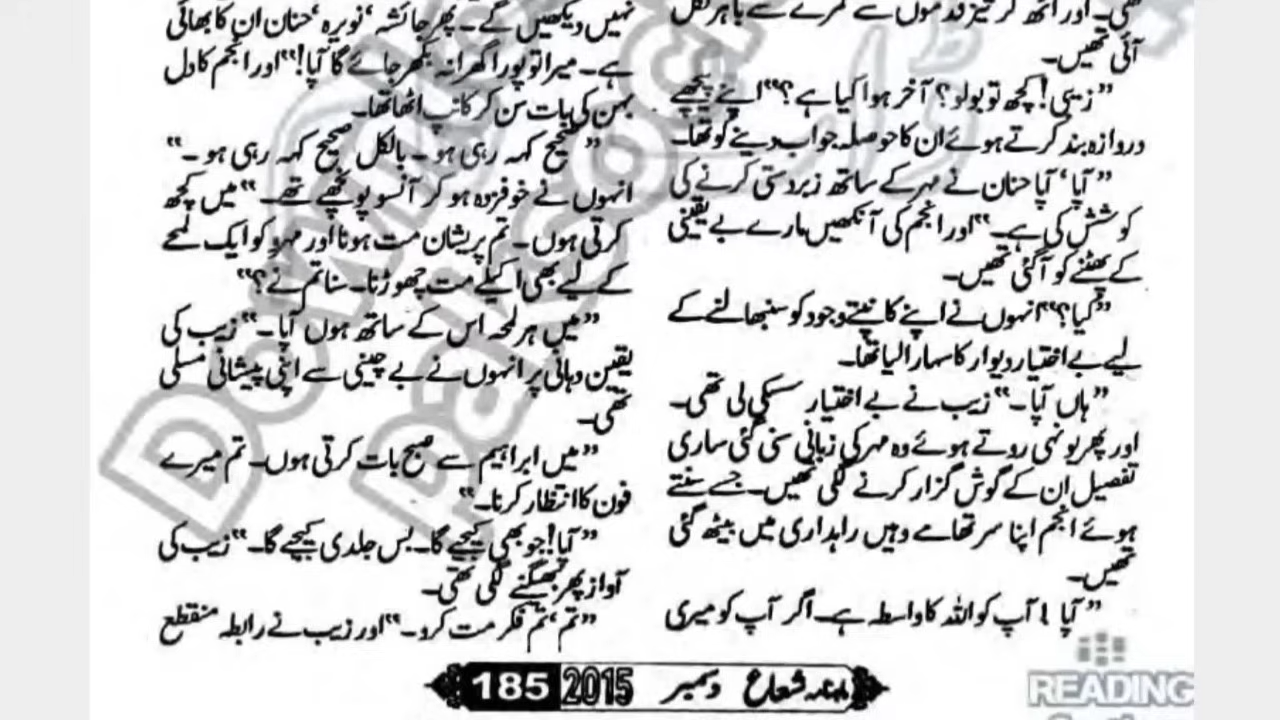 تھی۔ اور اٹھ کر تیز قدموں سے کمرے سے باہر نکل
آئی تھیں۔
”زیبی! کچھ تو بولو؟ آخر ہوا کیا ہے؟“ اپنے پیچھے
دروازہ بند کرتے ہوئے ان کا حوصلہ جواب دینے کو تھا۔
”آپا‘ آپا حنان نے مہر کے ساتھ زبردستی کرنے کی
کوشش کی ہے۔“ اور انجم کی آنکھیں مارے بے یقینی
کے پھٹنے کو آگئی تھیں۔
”کیا؟“ انہوں نے اپنے کانپتے وجود کو سنبھالنے کے
لیے بے اختیار دیوار کا سہارا لیا تھا۔
”ہاں آپا۔“ زیب نے بے اختیار سسکی لی تھی۔
اور پھر یونہی روتے ہوئے وہ مہر کی زبانی سنی گئی ساری
تفصیل ان کے گوش گزار کرنے لگی تھیں۔ جسے سنتے
ہوئے انجم اپنا سر تھامے وہیں راہداری میں بیٹھ گئی
تھیں۔
”آپا ! آپ کو اللہ کا واسطہ ہے۔ اگر آپ کو میری
نہیں دیکھیں گے۔ پھر جائشہ‘ نویرہ‘ حنان ان کا بھائی
ہے۔ میرا تو پورا گھرانہ بکھر جائے گا آپا!“ اور انجم کا دل
بہن کی بات سن کر کانپ اٹھا تھا۔
”صحیح کہہ رہی ہو۔ بالکل صحیح کہہ رہی ہو۔“
انہوں نے خوفزدہ ہو کر آنسو پونچھے تھے۔ ”میں کچھ
کرتی ہوں۔ تم پریشان مت ہونا اور مہرو کو ایک لمحے
کے لیے بھی اکیلے مت چھوڑنا۔ سنا تم نے؟“
”میں ہر لمحہ اس کے ساتھ ہوں آپا۔“ زیب کی
یقین دہانی پر انہوں نے بے چینی سے اپنی پیشانی مسلی
تھی۔
”میں ابراہیم سے صبح بات کرتی ہوں۔ تم میرے
فون کا انتظار کرنا۔“
”آپا! جو بھی کیجیے گا۔ بس جلدی کیجیے گا۔“ زیب کی
آواز پھر بھیگنے لگی تھی۔
”تم‘ تم فکر مت کرو۔“ اور زیب نے رابطہ منقطع
ماہنامہ شعاع دسمبر 2015 185
READING